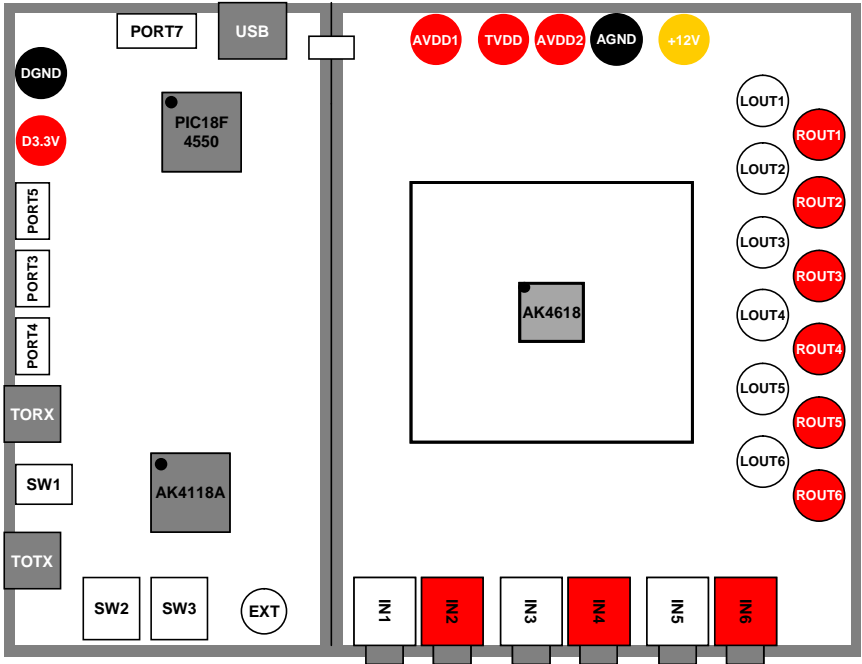 PORT7
USB
AVDD1
TVDD
AVDD2
AGND
+12V
DGND
D3.3V
PIC18F
4550
PORT5
PORT3
PORT4
TORX
SW1
TOTX
AK4118A
SW2
SW3
EXT
AK4618
LOUT1
ROUT1
LOUT2
ROUT2
LOUT3
ROUT3
LOUT4
ROUT4
LOUT5
ROUT5
LOUT6
ROUT6
IN1
IN2
IN3
IN4
IN5
IN6